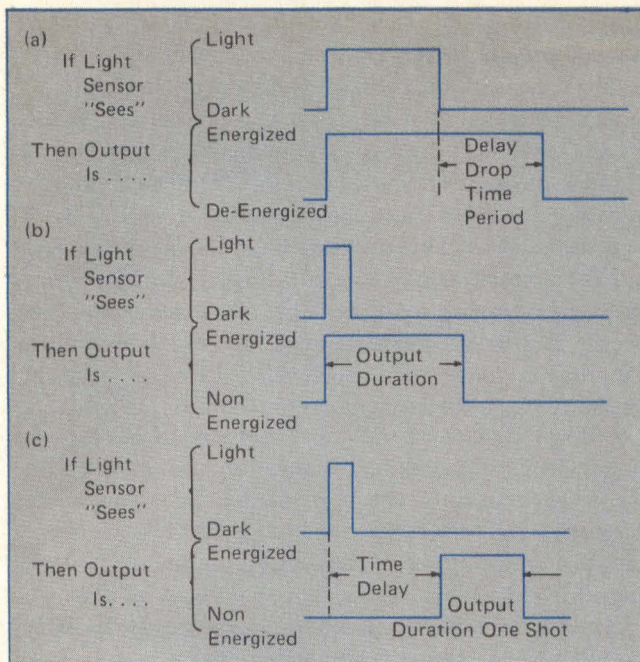 (a)
If Light
Sensor
"Sees"
Light
Dark
Then Output
Is . . . .
Energized
De-Energized
Delay
Drop
Time
Period
(b)
If Light
Sensor
"Sees"
Light
Dark
Then Output
Is . . . .
Energized
Non
Energized
Output
Duration
(c)
If Light
Sensor
"Sees"
Light
Dark
Then Output
Is. . . .
Energized
Non
Energized
Time
Delay
Output
Duration One Shot